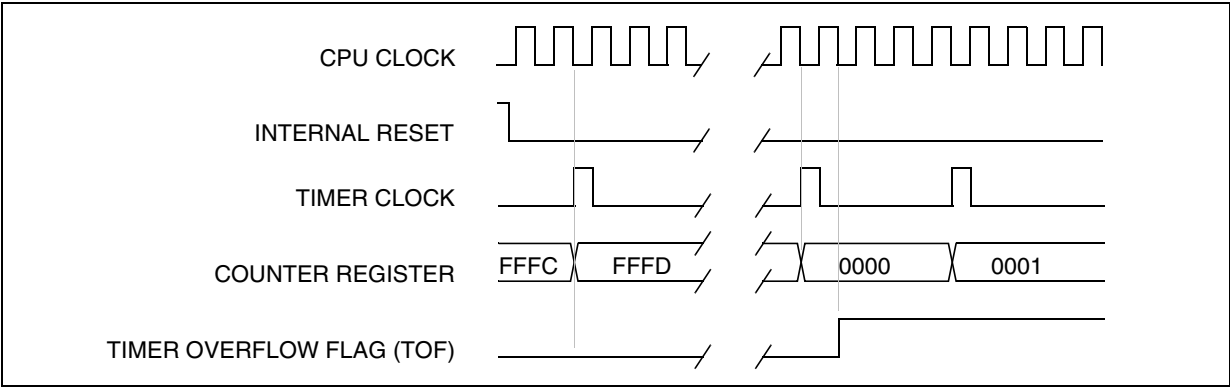 CPU CLOCK
INTERNAL RESET
TIMER CLOCK
COUNTER REGISTER
FFFC
FFFD
0000
0001
TIMER OVERFLOW FLAG (TOF)